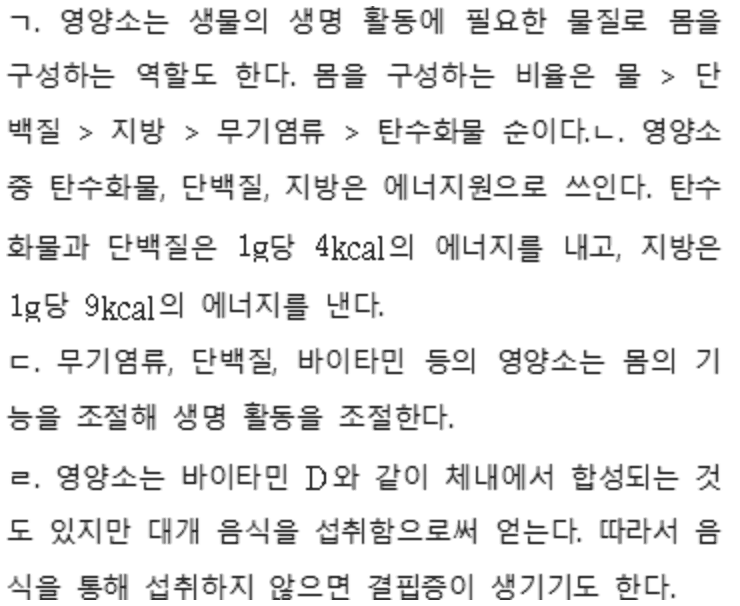 ㄱ. 영양소는 생물의 생명 활동에 필요한 물질로 몸을
구성하는 역할도 한다. 몸을 구성하는 비율은 물 > 단
백질 > 지방 > 무기염류 > 탄수화물 순이다.ㄴ. 영양소
중 탄수화물, 단백질, 지방은 에너지원으로 쓰인다. 탄수
화물과 단백질은 1g당 4kcal의 에너지를 내고, 지방은
1g당 9kcal의 에너지를 낸다.
ㄷ. 무기염류, 단백질, 바이타민 등의 영양소는 몸의 기
능을 조절해 생명 활동을 조절한다.
ㄹ. 영양소는 바이타민 D와 같이 체내에서 합성되는 것
도 있지만 대개 음식을 섭취함으로써 얻는다. 따라서 음
식을 통해 섭취하지 않으면 결핍증이 생기기도 한다.